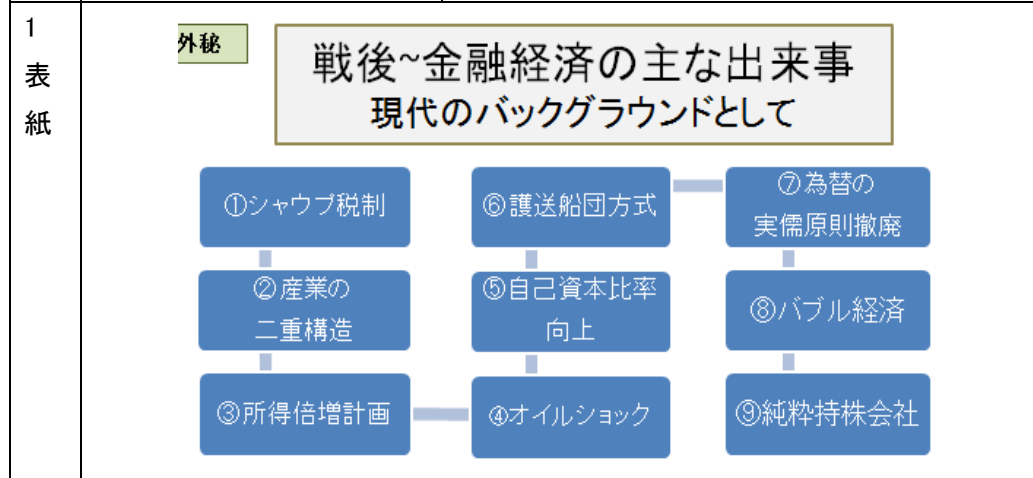 1
表
紙
外秘
戦後~金融経済の主な出来事
現代のバックグラウンドとして
①シャウプ税制
②産業の
二重構造
③所得倍増計画
④オイルショック
⑤自己資本比率
向上
⑥護送船団方式
⑦為替の
実儒原則撤廃
⑧バブル経済
⑨純粋持株会社